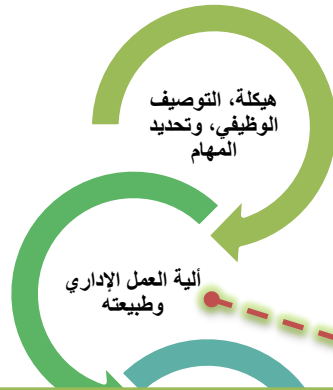 هيكلة، التوصيف
الوظيفي، وتحديد
المهام
ألية العمل الإداري
وطبيعته